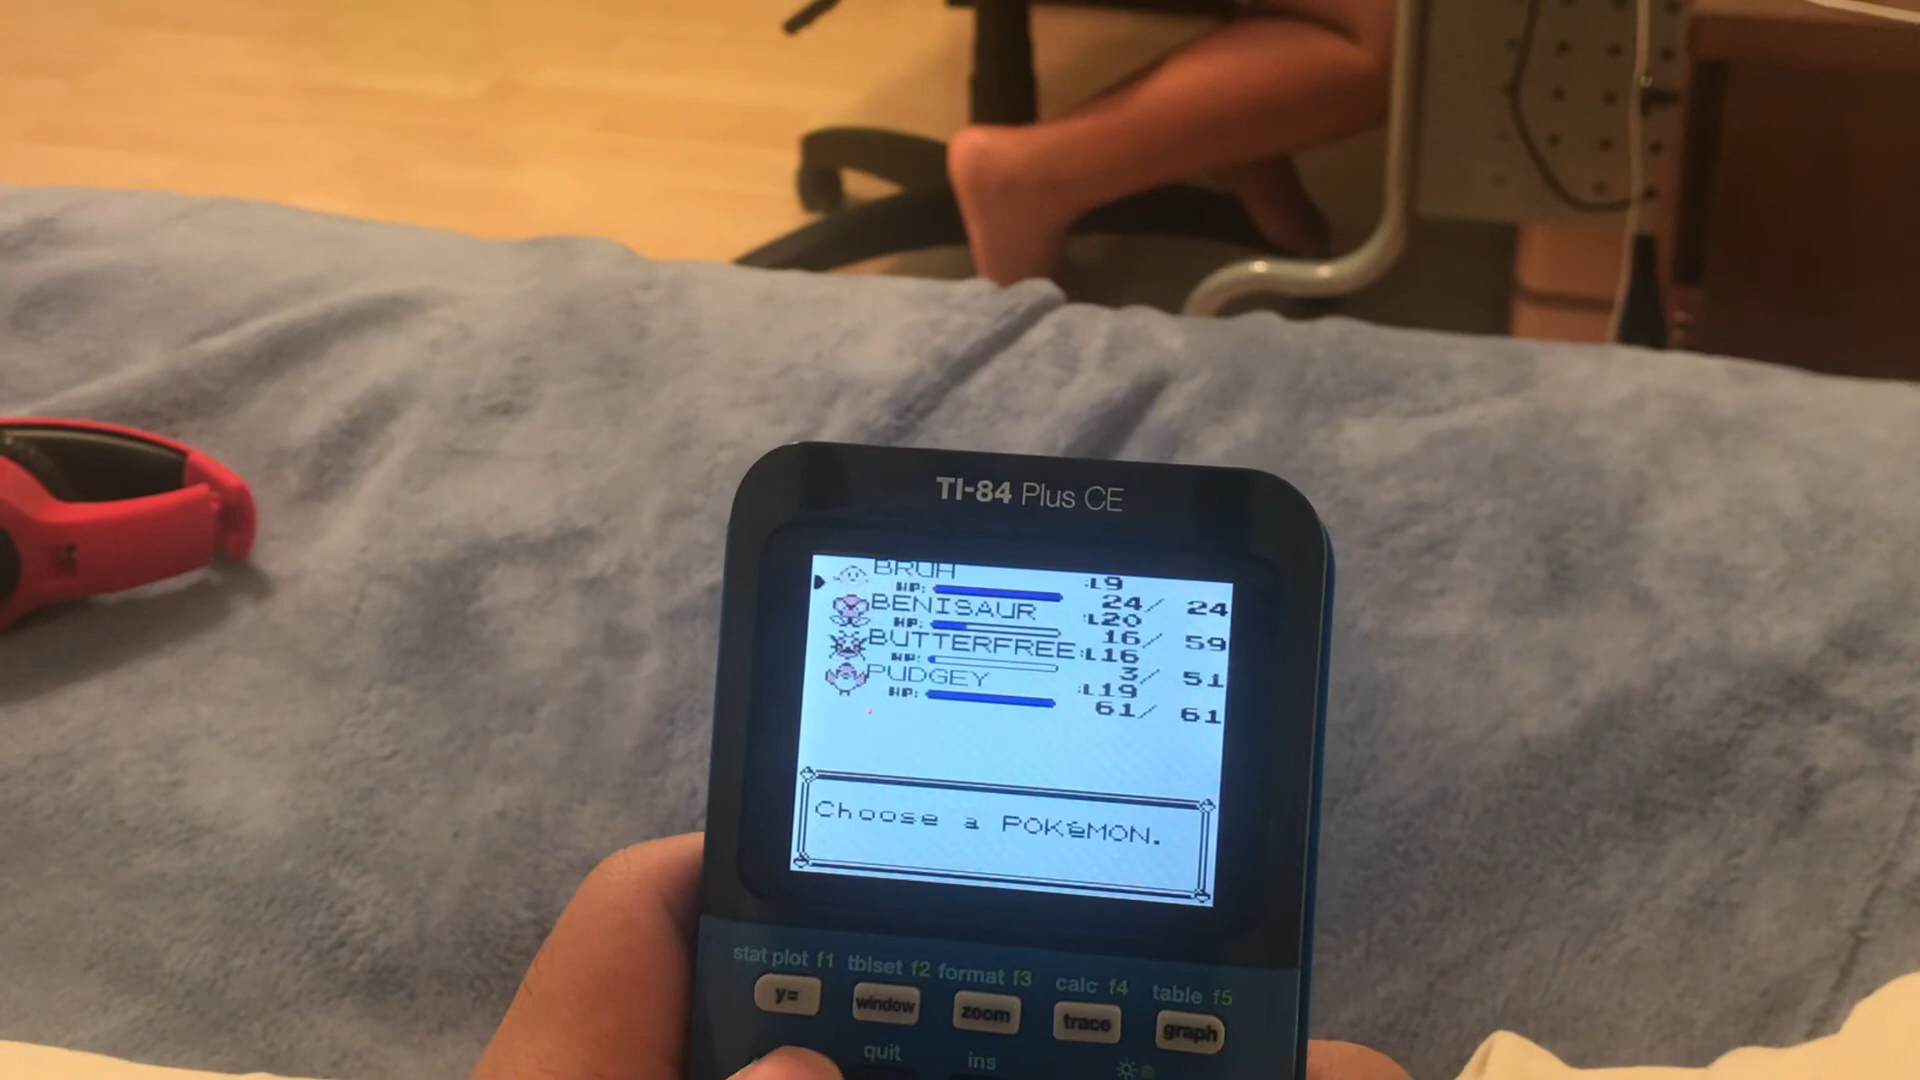 TI-84 Plus CE
BRUH
:L9
HP:
24/ 24
BENISAUR
:L20
HP:
16/ 59
BUTTERFREE:L16
HP:
3/ 51
PUDGEY
:L19
HP:
61/ 61
Choose a POKéMON.
stat plot f1 tblset f2 format f3 calc f4 table f5
y= window zoom trace graph
quit ins